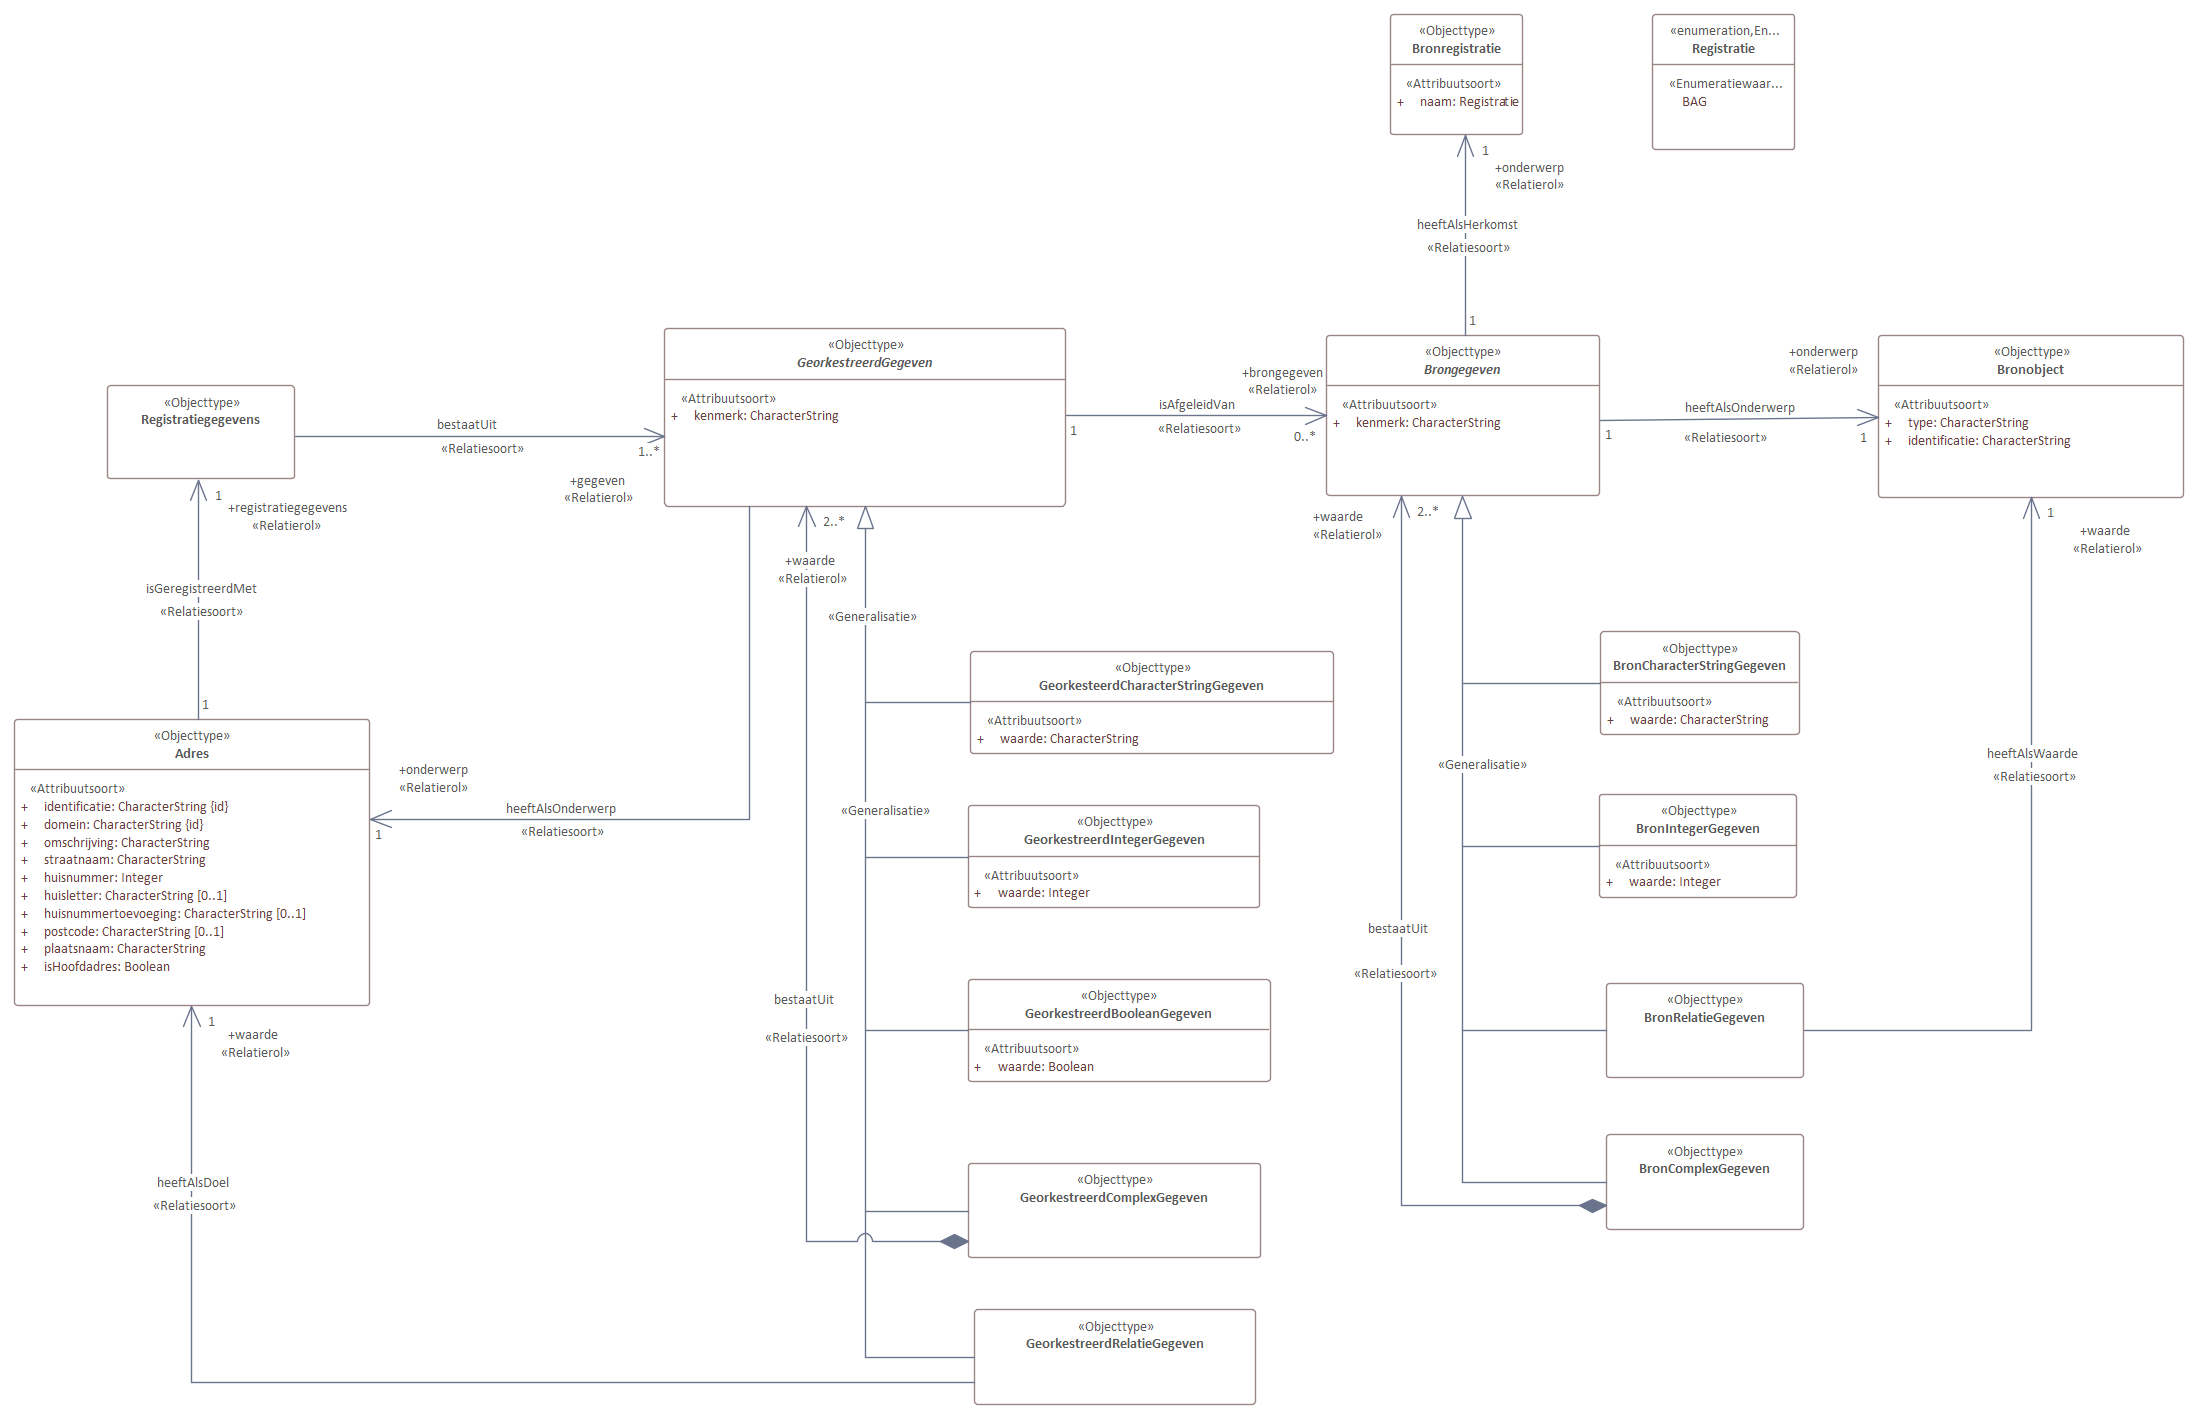 «Objecttype»
Bronregistratie
«Attribuutsoort»
+ naam: Registratie
«enumeration,En...
Registratie
«Enumeratiewaar...
BAG
1
+onderwerp
«Relatierol»
heeftAlsHerkomst
«Relatiesoort»
1
«Objecttype»
Registratiegegevens
bestaatUit
«Relatiesoort»
1..*
+gegeven
«Relatierol»
«Objecttype»
GeorkestreerdGegeven
«Attribuutsoort»
+ kenmerk: CharacterString
1
isAfgeleidVan
«Relatiesoort»
+brongegeven
«Relatierol»
0..*
«Objecttype»
Brongegeven
«Attribuutsoort»
+ kenmerk: CharacterString
1
heeftAlsOnderwerp
«Relatiesoort»
+onderwerp
«Relatierol»
1
«Objecttype»
Bronobject
«Attribuutsoort»
+ type: CharacterString
+ identificatie: CharacterString
1
+registratiegegevens
«Relatierol»
isGeregistreerdMet
«Relatiesoort»
1
«Objecttype»
Adres
«Attribuutsoort»
+ identificatie: CharacterString {id}
+ domein: CharacterString {id}
+ omschrijving: CharacterString
+ straatnaam: CharacterString
+ huisnummer: Integer
+ huisletter: CharacterString [0..1]
+ huisnummertoevoeging: CharacterString [0..1]
+ postcode: CharacterString [0..1]
+ plaatsnaam: CharacterString
+ isHoofdadres: Boolean
+onderwerp
«Relatierol»
1
heeftAlsOnderwerp
«Relatiesoort»
1
+waarde
«Relatierol»
heeftAlsDoel
«Relatiesoort»
2..*
+waarde
«Relatierol»
bestaatUit
«Relatiesoort»
«Generalisatie»
«Generalisatie»
«Objecttype»
GeorkesteerdCharacterStringGegeven
«Attribuutsoort»
+ waarde: CharacterString
«Objecttype»
GeorkestreerdIntegerGegeven
«Attribuutsoort»
+ waarde: Integer
«Objecttype»
GeorkestreerdBooleanGegeven
«Attribuutsoort»
+ waarde: Boolean
«Objecttype»
GeorkestreerdComplexGegeven
«Objecttype»
GeorkestreerdRelatieGegeven
+waarde
«Relatierol»
2..*
bestaatUit
«Relatiesoort»
«Generalisatie»
«Objecttype»
BronCharacterStringGegeven
«Attribuutsoort»
+ waarde: CharacterString
«Objecttype»
BronIntegerGegeven
«Attribuutsoort»
+ waarde: Integer
«Objecttype»
BronRelatieGegeven
«Objecttype»
BronComplexGegeven
1
+waarde
«Relatierol»
heeftAlsWaarde
«Relatiesoort»